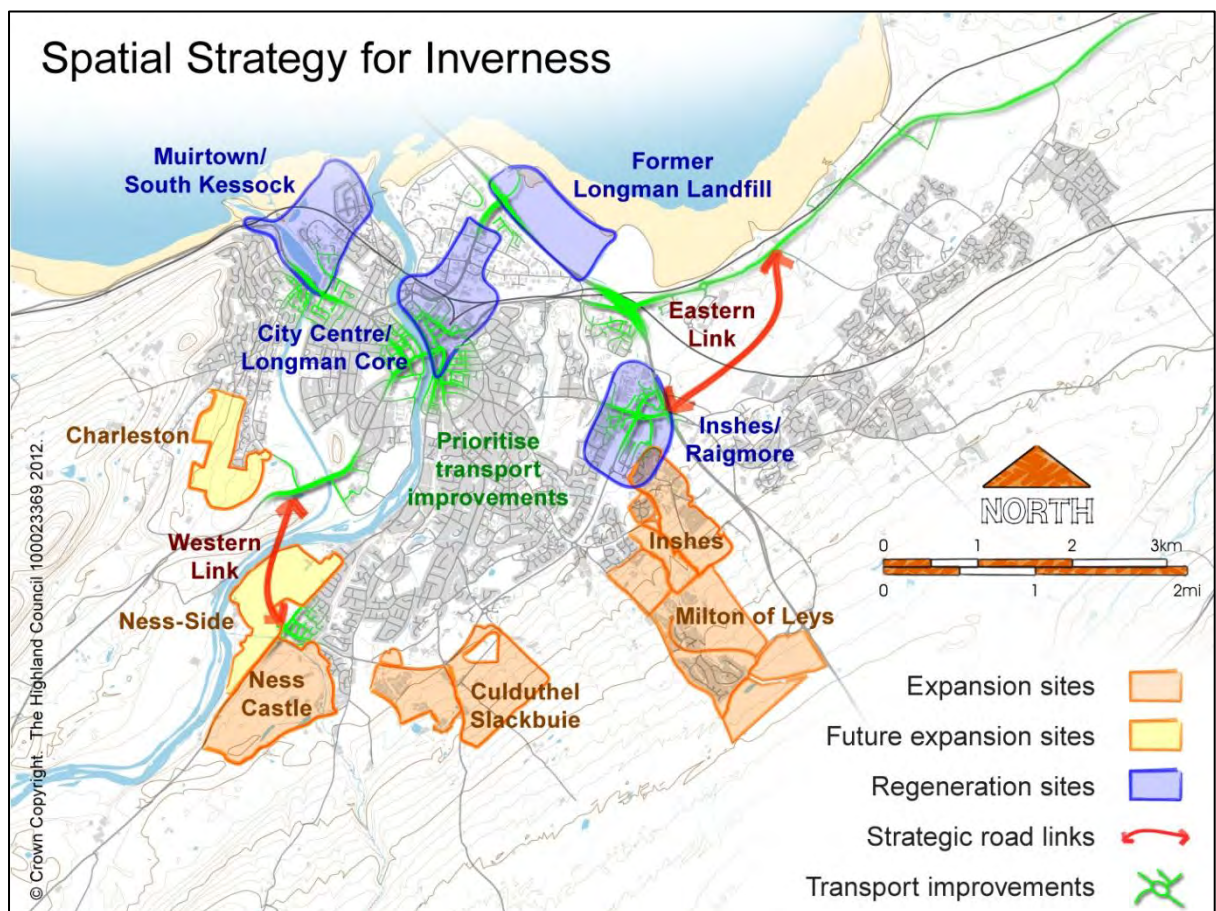 Spatial Strategy for Inverness
Muirtown/
South Kessock
Former
Longman Landfill
City Centre/
Longman Core
Eastern
Link
Charleston
Prioritise
transport
improvements
Inshes/
Raigmore
NORTH
Western
Link
Inshes
0 1 2 3km
0 1 2mi
Ness-Side
Milton of Leys
Ness
Castle
Culduthel
Slackbuie
Expansion sites
Future expansion sites
Regeneration sites
Strategic road links
Transport improvements
© Crown Copyright. The Highland Council 100023369 2012.